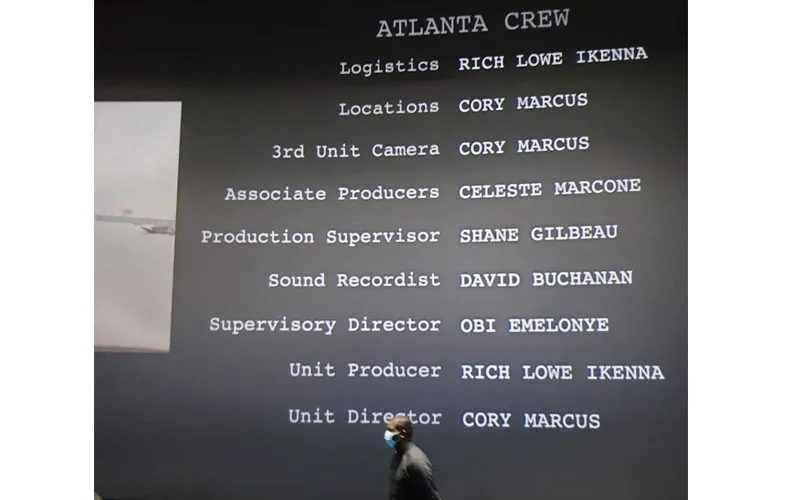 ATLANTA CREW
Logistics RICH LOWE IKENNA
Locations CORY MARCUS
3rd Unit Camera CORY MARCUS
Associate Producers CELESTE MARCONE
Production Supervisor SHANE GILBEAU
Sound Recordist DAVID BUCHANAN
Supervisory Director OBI EMELONYE
Unit Producer RICH LOWE IKENNA
Unit Director CORY MARCUS